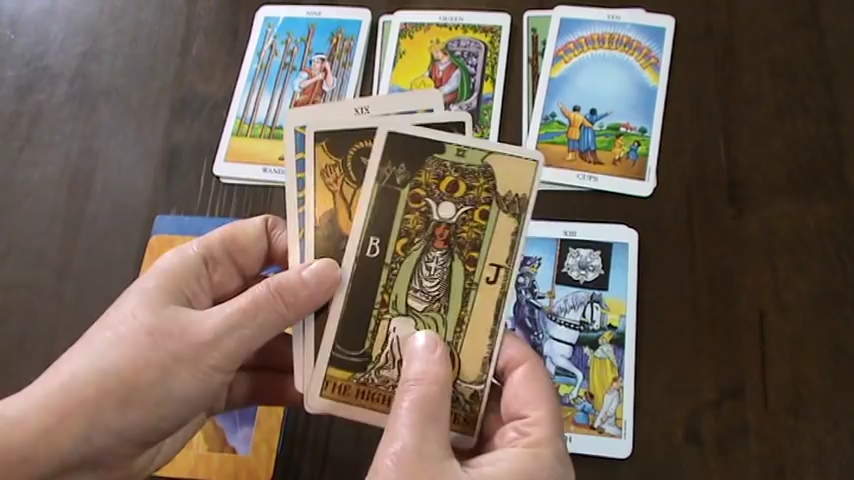 NINE
QUEEN
TEN
WANDS
CUPS
XIX
II
B
J
XIII